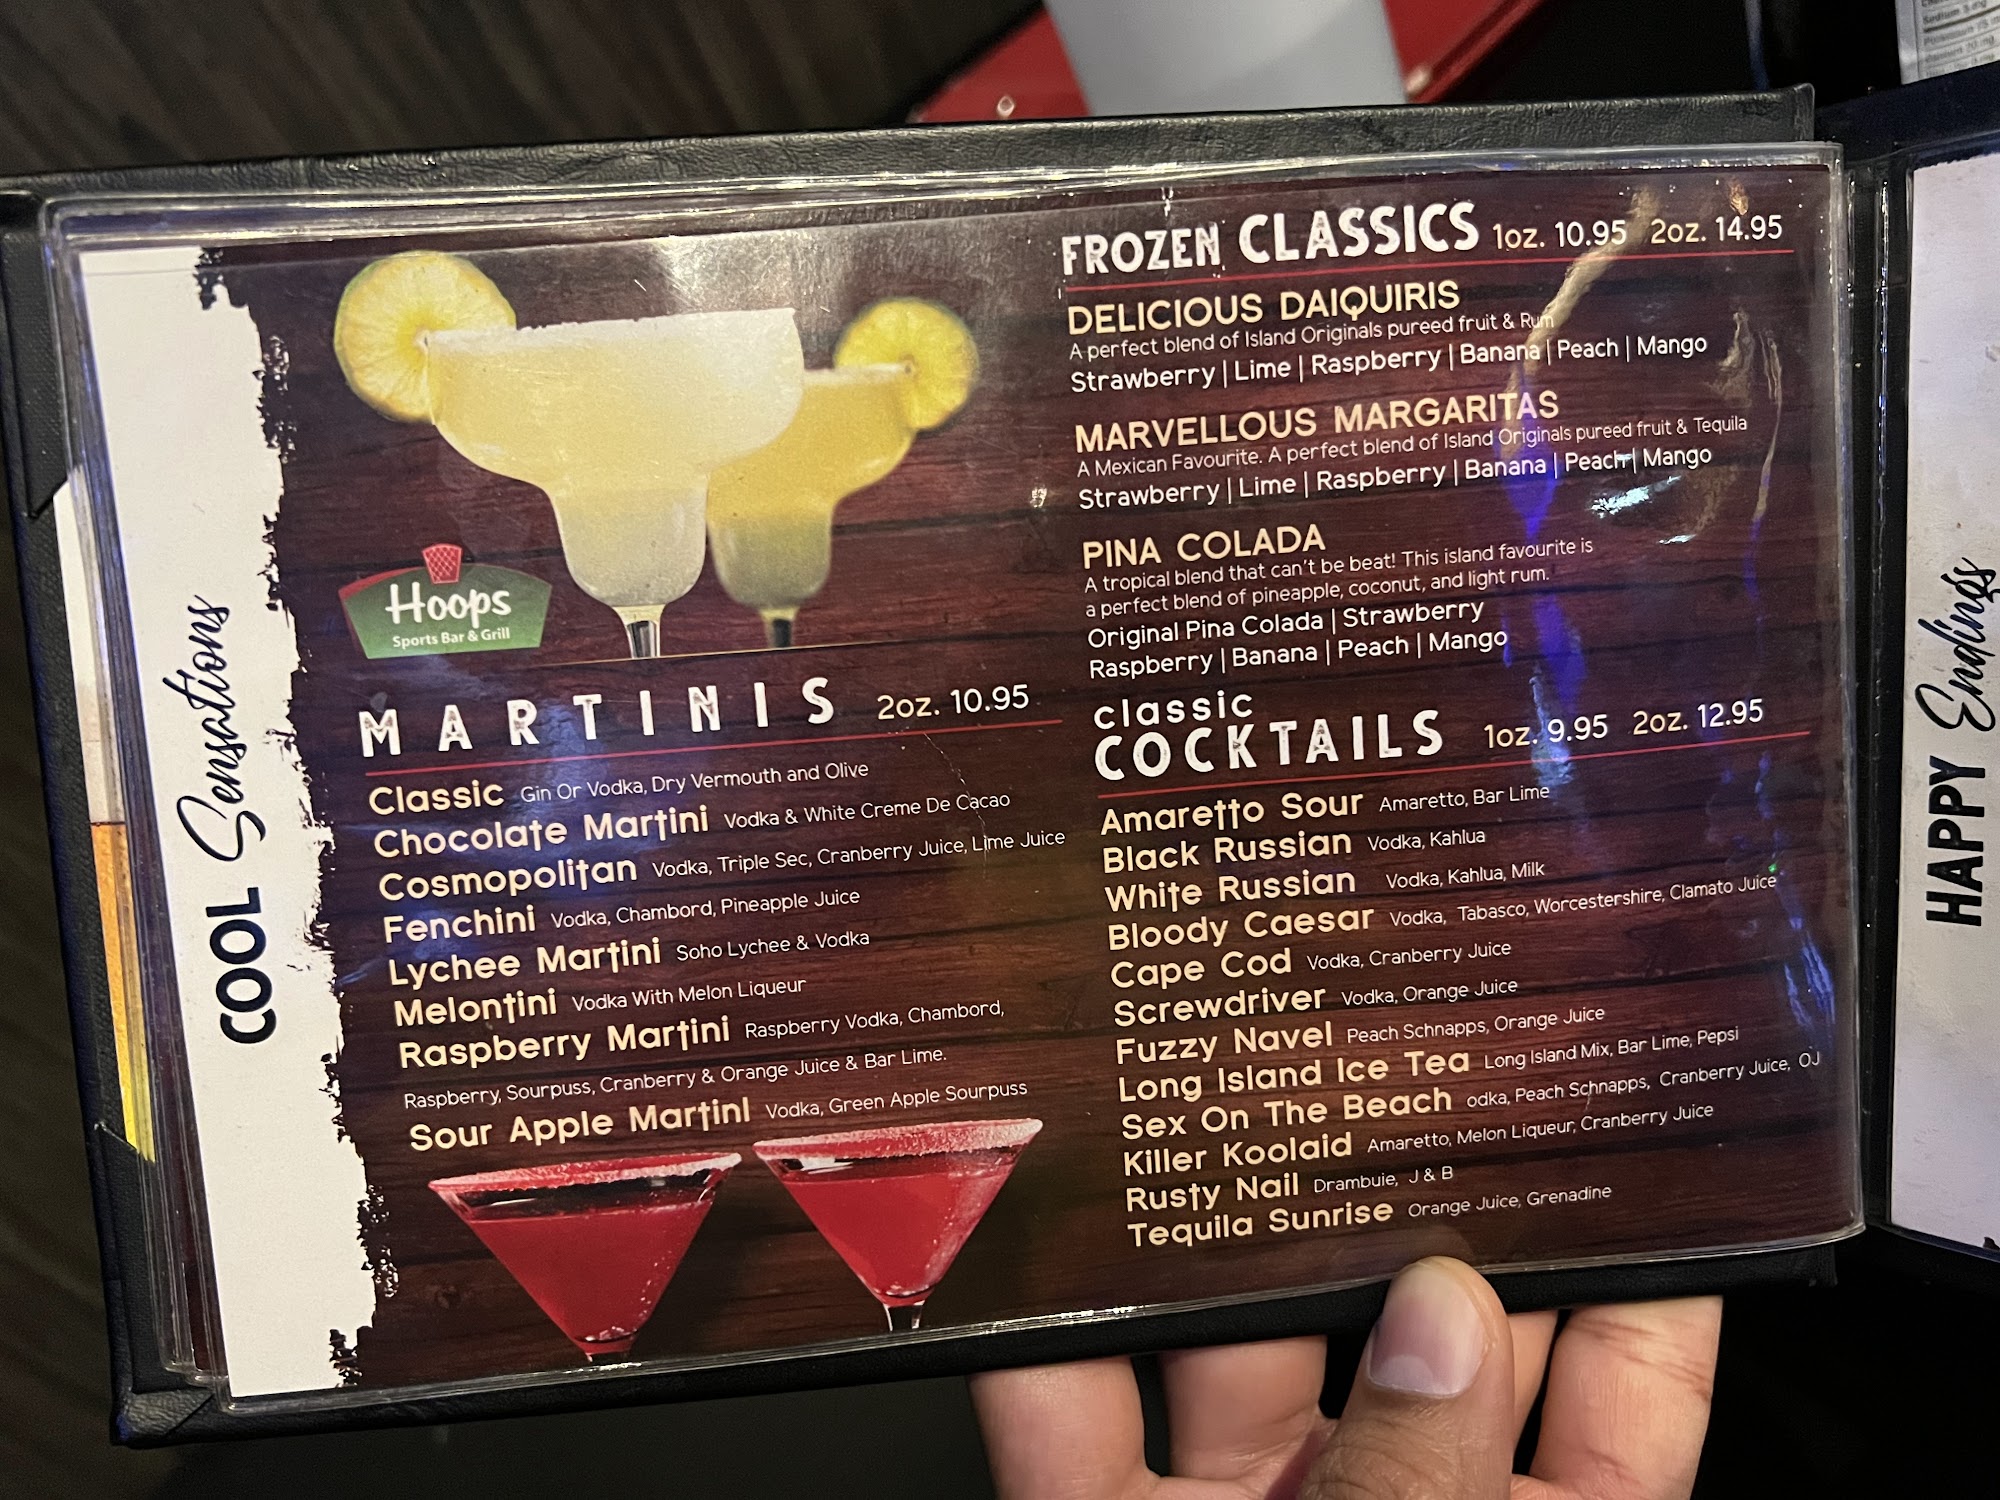 COOL Sensations
Hoops
Sports Bar & Grill
MARTINIS 2oz. 10.95
Classic Gin Or Vodka, Dry Vermouth and Olive
Chocolate Martini Vodka & White Creme De Cacao
Cosmopolitan Vodka, Triple Sec, Cranberry Juice, Lime Juice
Fenchini Vodka, Chambord, Pineapple Juice
Lychee Martini Soho Lychee & Vodka
Melontini Vodka With Melon Liqueur
Raspberry Martini Raspberry Vodka, Chambord,
Raspberry, Sourpuss, Cranberry & Orange Juice & Bar Lime.
Sour Apple Martinl Vodka, Green Apple Sourpuss
FROZEN CLASSICS 1oz. 10.95 2oz. 14.95
DELICIOUS DAIQUIRIS
A perfect blend of Island Originals pureed fruit & Rum
Strawberry | Lime | Raspberry | Banana | Peach | Mango
MARVELLOUS MARGARITAS
A Mexican Favourite. A perfect blend of Island Originals pureed fruit & Tequila
Strawberry | Lime | Raspberry | Banana | Peach | Mango
PINA COLADA
A tropical blend that can't be beat! This island favourite is
a perfect blend of pineapple, coconut, and light rum.
Original Pina Colada | Strawberry
Raspberry | Banana | Peach | Mango
classic
COCKTAILS 1oz. 9.95 2oz. 12.95
Amaretto Sour Amaretto, Bar Lime
Black Russian Vodka, Kahlua
White Russian Vodka, Kahlua, Milk
Bloody Caesar Vodka, Tabasco, Worcestershire, Clamato Juice
Cape Cod Vodka, Cranberry Juice
Screwdriver Vodka, Orange Juice
Fuzzy Navel Peach Schnapps, Orange Juice
Long Island Ice Tea Long Island Mix, Bar Lime, Pepsi
Sex On The Beach odka, Peach Schnapps, Cranberry Juice, OJ
Killer Koolaid Amaretto, Melon Liqueur, Cranberry Juice
Rusty Nail Drambuie, J & B
Tequila Sunrise Orange Juice, Grenadine
HAPPY Endings